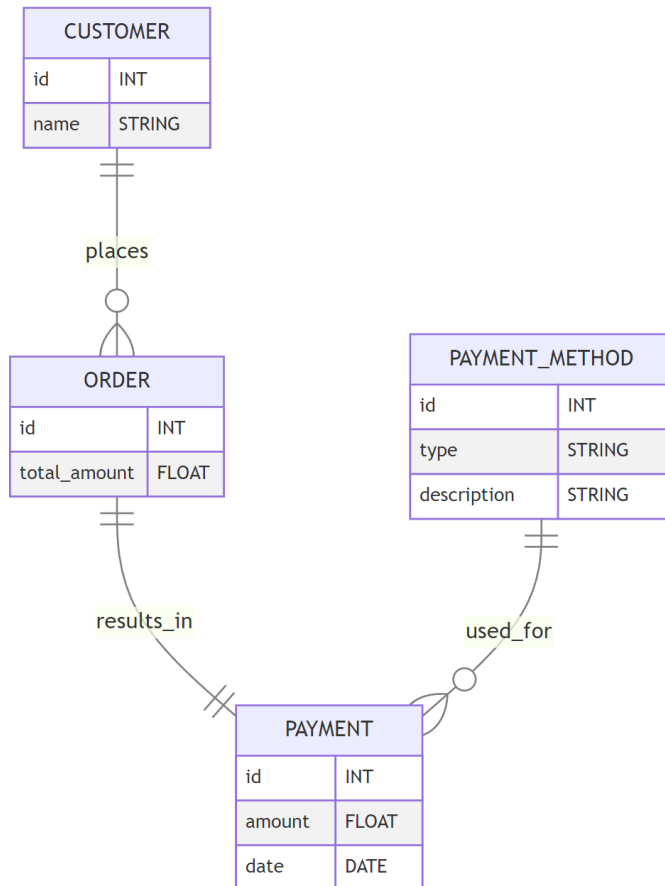 CUSTOMER
id INT
name STRING
places
ORDER
id INT
total_amount FLOAT
PAYMENT_METHOD
id INT
type STRING
description STRING
results_in
used_for
PAYMENT
id INT
amount FLOAT
date DATE